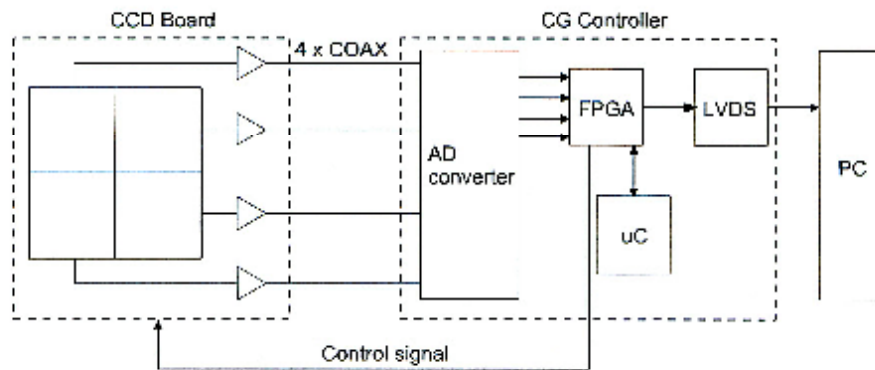 CCD Board
CG Controller
4 x COAX
AD
converter
FPGA
LVDS
PC
uC
Control signal